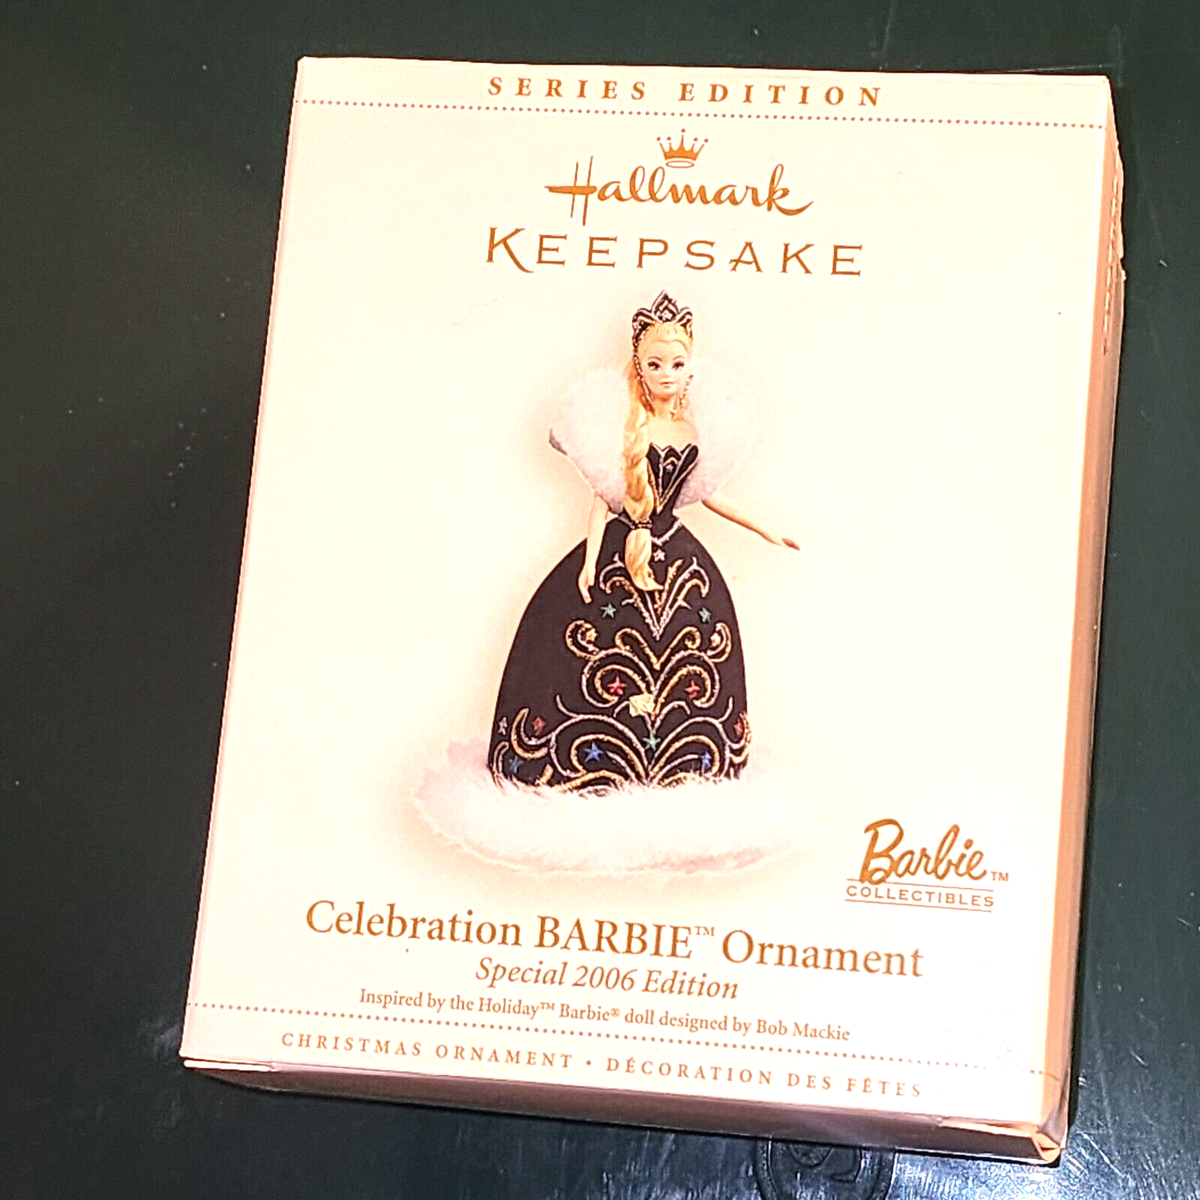 SERIES EDITION
Hallmark
KEEPSAKE
Barbie™
COLLECTIBLES
Celebration BARBIE™ Ornament
Special 2006 Edition
Inspired by the Holiday™ Barbie® doll designed by Bob Mackie
CHRISTMAS ORNAMENT • DÉCORATION DES FÊTES